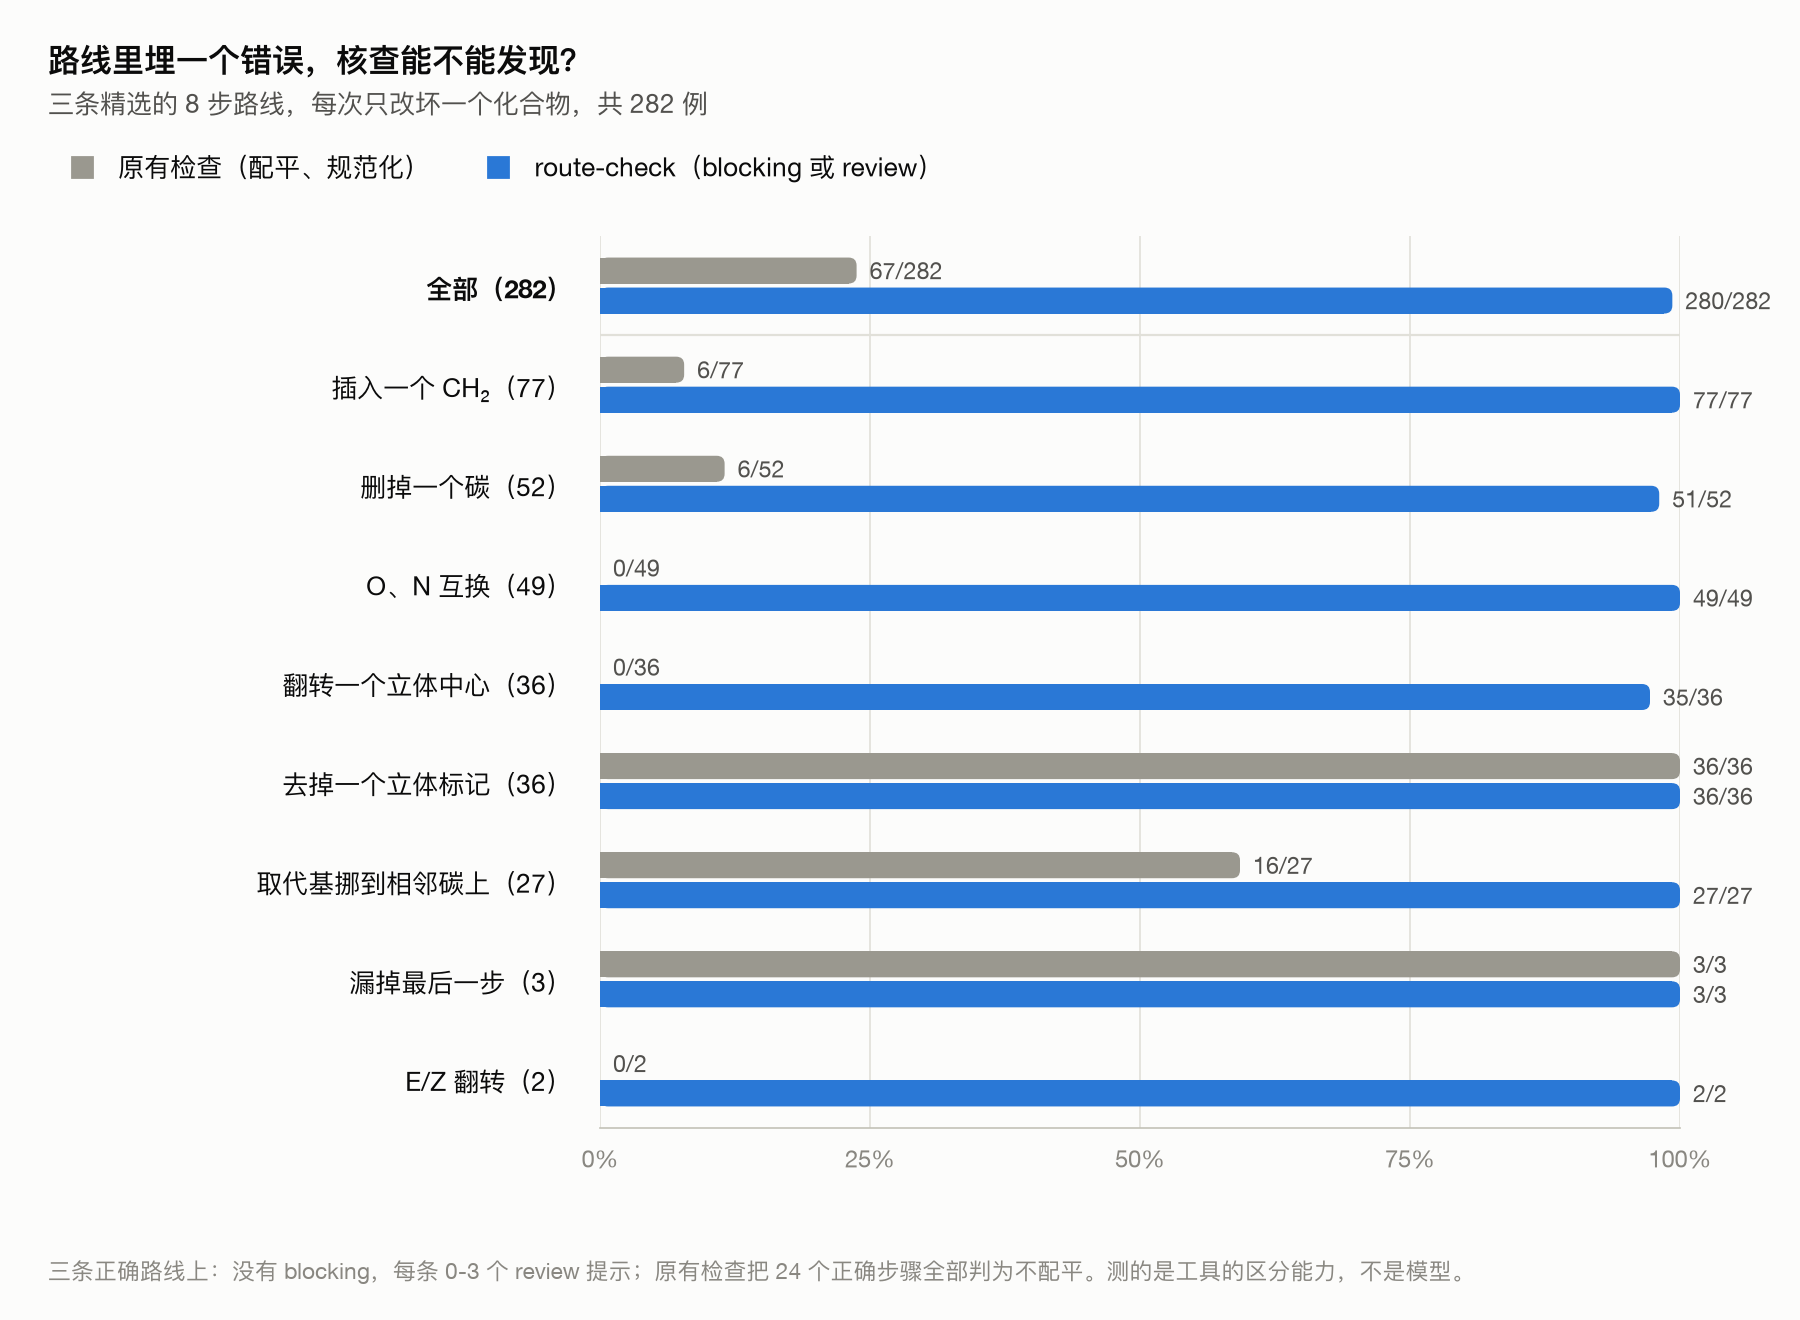 路线里埋一个错误，核查能不能发现？
三条精选的 8 步路线，每次只改坏一个化合物，共 282 例
原有检查（配平、规范化）
route-check（blocking 或 review）
全部（282）
67/282
280/282
插入一个 CH₂（77）
6/77
77/77
删掉一个碳（52）
6/52
51/52
O、N 互换（49）
0/49
49/49
翻转一个立体中心（36）
0/36
35/36
去掉一个立体标记（36）
36/36
36/36
取代基挪到相邻碳上（27）
16/27
27/27
漏掉最后一步（3）
3/3
3/3
E/Z 翻转（2）
0/2
2/2
0%
25%
50%
75%
100%
三条正确路线上：没有 blocking，每条 0-3 个 review 提示；原有检查把 24 个正确步骤全部判为不配平。测的是工具的区分能力，不是模型。